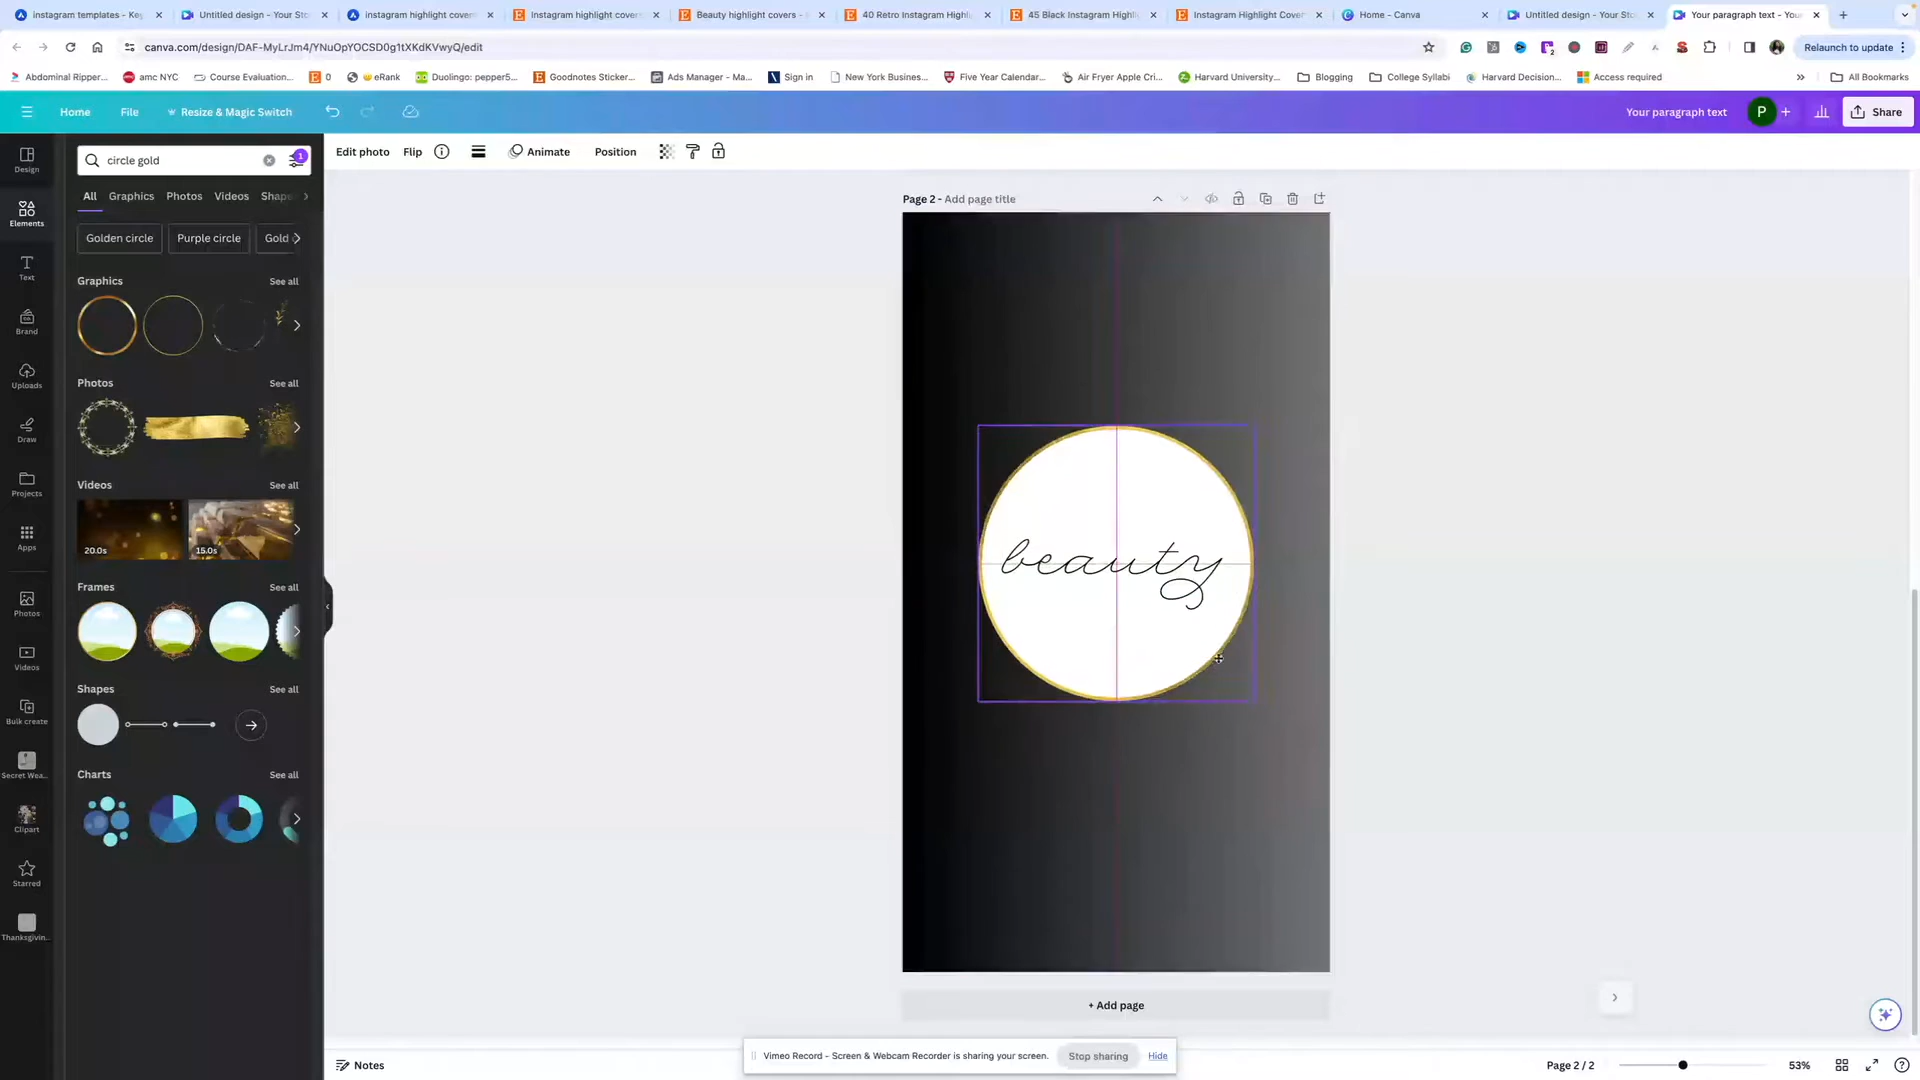 instagram templates - Key
Untitled design - Your Sto
instagram highlight cover
Instagram highlight covers
Beauty highlight covers - 
40 Retro Instagram Highli
45 Black Instagram Highli
Instagram Highlight Cover
Home - Canva
Untitled design - Your Sto
Your paragraph text - You
canva.com/design/DAF-MyLrJm4/YNuOpYOCSD0g1tXKdKVwyQ/edit
Relaunch to update
Abdominal Ripper...
amc NYC
Course Evaluation...
0
eRank
Duolingo: pepper5...
Goodnotes Sticker...
Ads Manager - Ma...
Sign in
New York Busines...
Five Year Calendar...
Air Fryer Apple Cri...
Harvard University...
Blogging
College Syllabi
Harvard Decision...
Access required
All Bookmarks
Home
File
Resize & Magic Switch
Your paragraph text
P
Share
Design
Elements
Text
Brand
Uploads
Draw
Projects
Apps
Photos
Videos
Bulk create
Secret Wea...
Clipart
Starred
Thanksgivin...
circle gold
1
All
Graphics
Photos
Videos
Shape
Golden circle
Purple circle
Gold
Graphics
See all
Photos
See all
Videos
See all
20.0s
15.0s
Frames
See all
Shapes
See all
Charts
See all
Edit photo
Flip
Animate
Position
Page 2 - Add page title
beauty
+ Add page
Vimeo Record - Screen & Webcam Recorder is sharing your screen.
Stop sharing
Hide
Notes
Page 2 / 2
53%